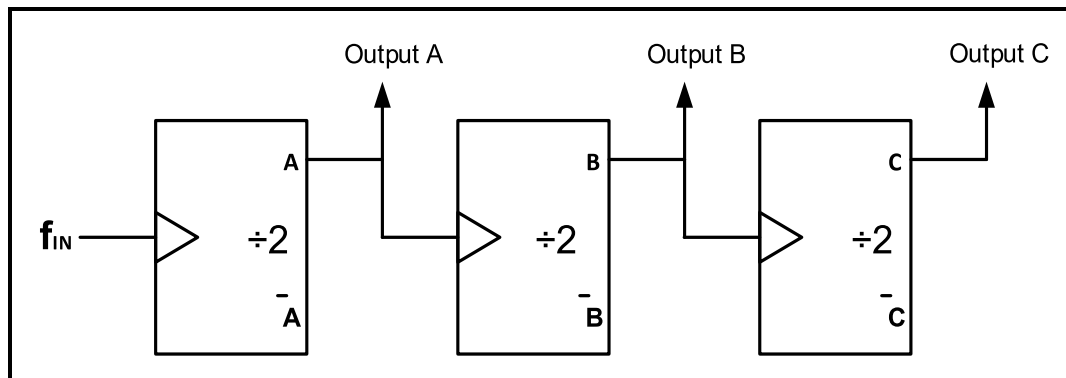 Output A
Output B
Output C
A
B
C
fIN
÷2
÷2
÷2
A̅
B̅
C̅